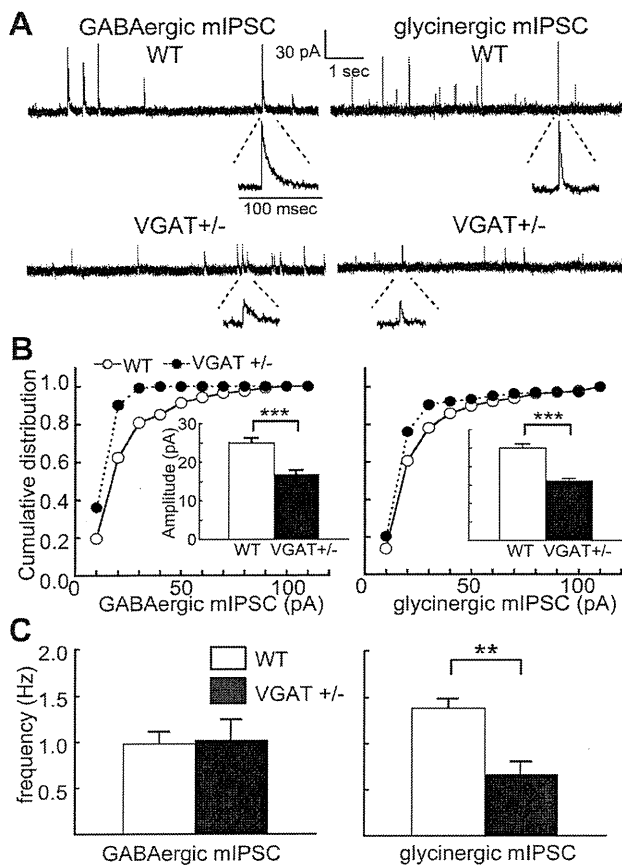 A
GABAergic mIPSC
WT
30 pA
1 sec
glycinergic mIPSC
WT
100 msec
VGAT+/-
VGAT+/-
B
WT
VGAT +/-
Cumulative distribution
1.0
0.8
0.6
0.4
0.2
0.0
0
50
100
GABAergic mIPSC (pA)
Amplitude (pA)
45
30
15
0
***
WT
VGAT+/-
0
50
100
glycinergic mIPSC (pA)
***
WT
VGAT+/-
C
frequency (Hz)
2.0
1.5
1.0
0.5
WT
VGAT +/-
GABAergic mIPSC
**
glycinergic mIPSC